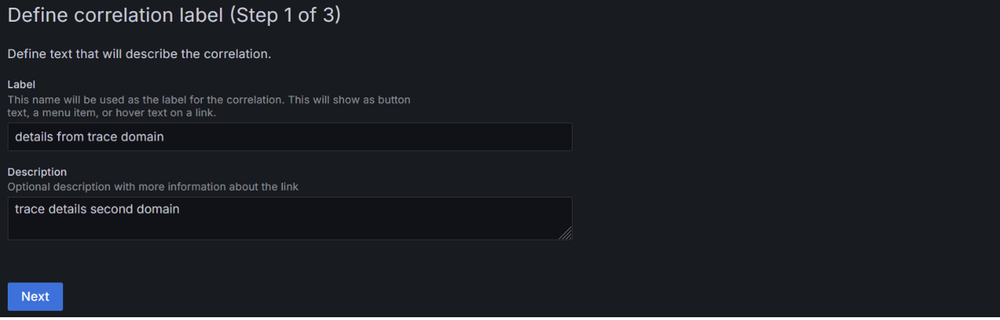 Define correlation label (Step 1 of 3)
Define text that will describe the correlation.
Label
This name will be used as the label for the correlation. This will show as button
text, a menu item, or hover text on a link.
details from trace domain
Description
Optional description with more information about the link
trace details second domain
Next